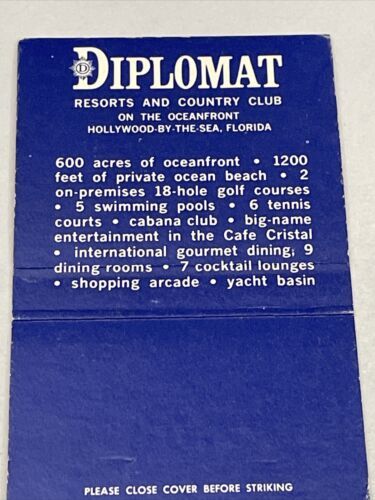 DIPLOMAT
RESORTS AND COUNTRY CLUB
ON THE OCEANFRONT
HOLLYWOOD-BY-THE-SEA, FLORIDA
600 acres of oceanfront • 1200
feet of private ocean beach • 2
on-premises 18-hole golf courses
• 5 swimming pools • 6 tennis
courts • cabana club • big-name
entertainment in the Cafe Cristal
• international gourmet dining; 9
dining rooms • 7 cocktail lounges
• shopping arcade • yacht basin
PLEASE CLOSE COVER BEFORE STRIKING